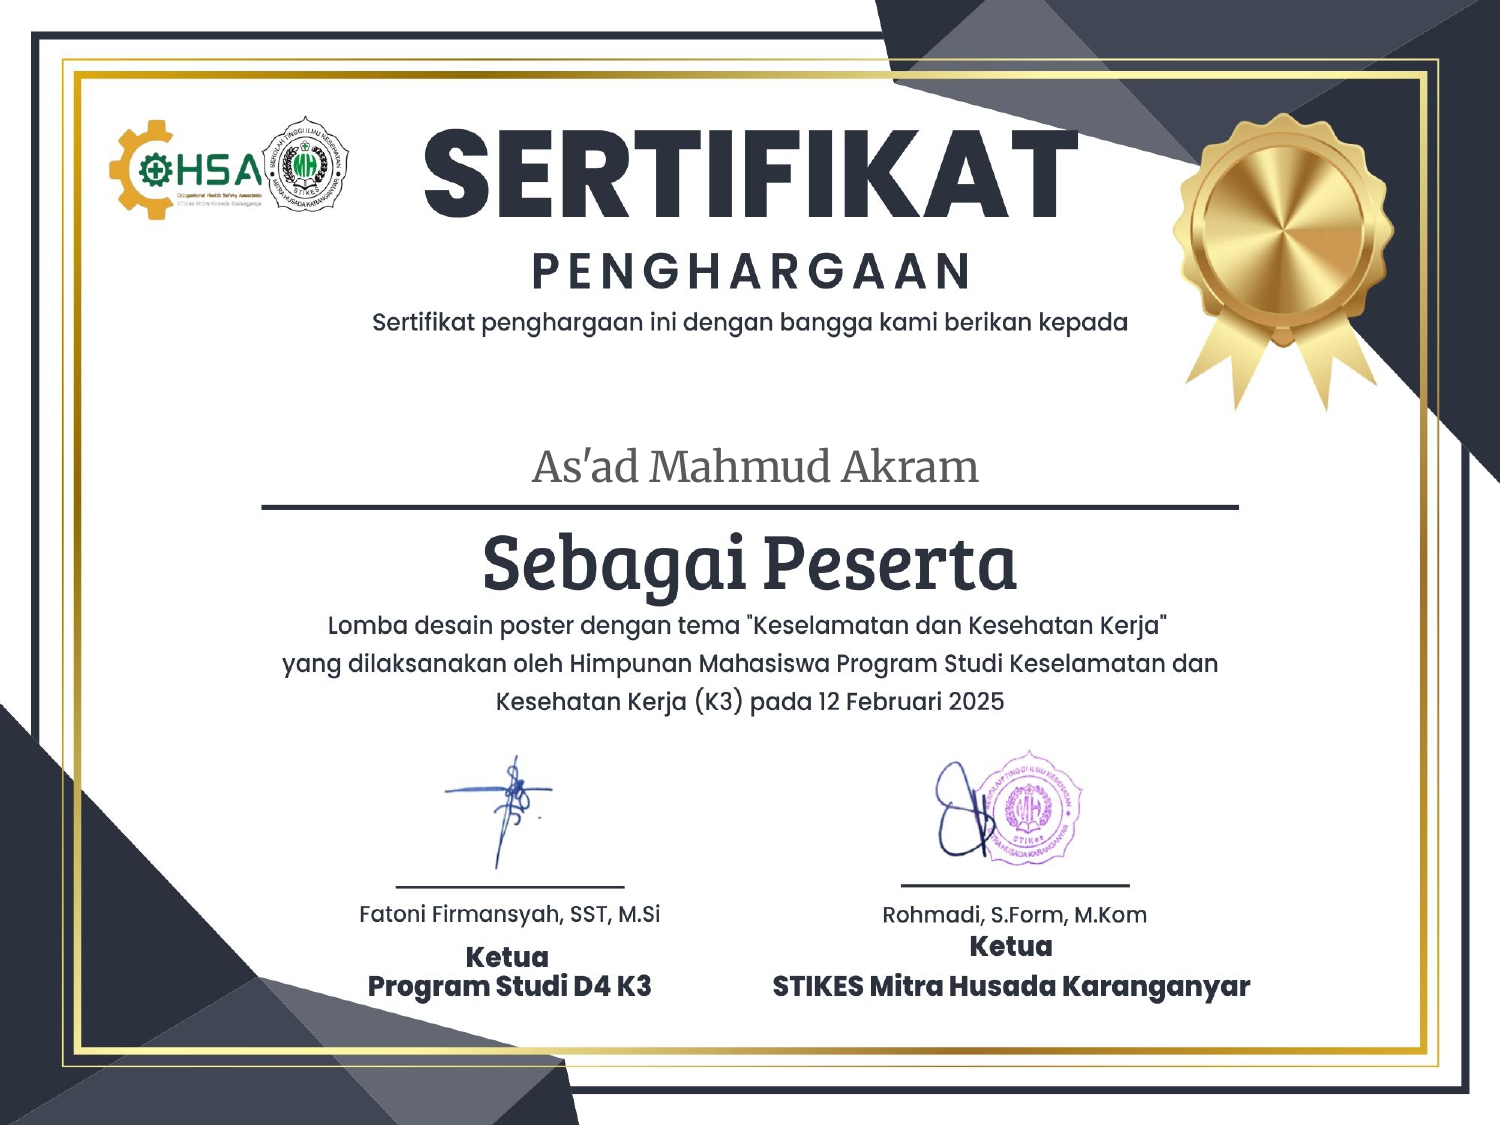 OHSA
Occupational Health Safety Association
STIKes Mitra Husada Karanganyar
SEKOLAH TINGGI ILMU KESEHATAN
MH
STIKES
MITRA HUSADA KARANGANYAR
SERTIFIKAT
PENGHARGAAN
Sertifikat penghargaan ini dengan bangga kami berikan kepada
As'ad Mahmud Akram
Sebagai Peserta
Lomba desain poster dengan tema "Keselamatan dan Kesehatan Kerja"
yang dilaksanakan oleh Himpunan Mahasiswa Program Studi Keselamatan dan
Kesehatan Kerja (K3) pada 12 Februari 2025
SEKOLAH TINGGI ILMU KESEHATAN
MH
STIKes
MITRA HUSADA KARANGANYAR
Fatoni Firmansyah, SST, M.Si
Ketua
Program Studi D4 K3
Rohmadi, S.Form, M.Kom
Ketua
STIKES Mitra Husada Karanganyar